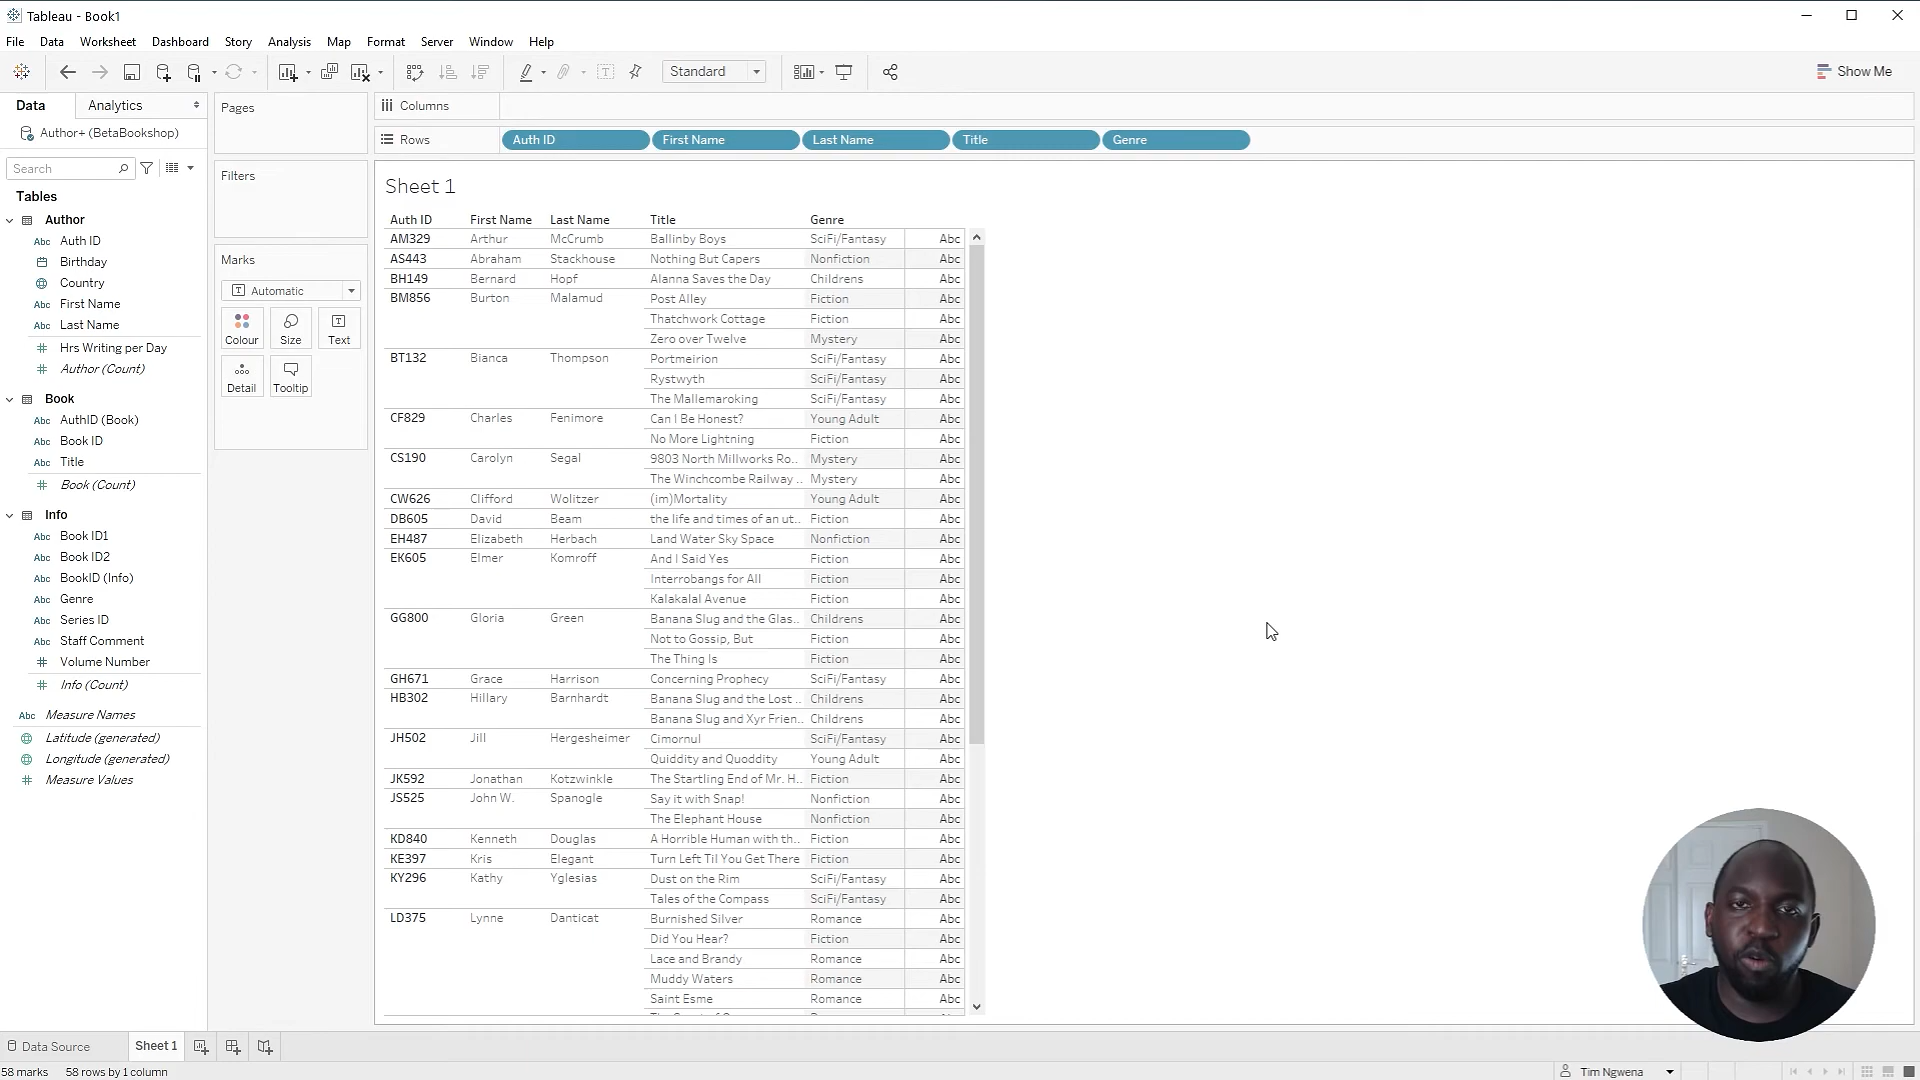 Tableau - Book1
File Data Worksheet Dashboard Story Analysis Map Format Server Window Help
Standard
Show Me
Data Analytics
Author+ (BetaBookshop)
Search
Tables
Author
Abc Auth ID
Birthday
Country
Abc First Name
Abc Last Name
Hrs Writing per Day
Author (Count)
Book
Abc AuthID (Book)
Abc Book ID
Abc Title
Book (Count)
Info
Abc Book ID1
Abc Book ID2
Abc BookID (Info)
Abc Genre
Abc Series ID
Abc Staff Comment
Volume Number
Info (Count)
Abc Measure Names
Latitude (generated)
Longitude (generated)
Measure Values
Pages
Filters
Marks
Automatic
Colour Size Text
Detail Tooltip
Columns
Rows Auth ID First Name Last Name Title Genre
Sheet 1
Auth ID First Name Last Name Title Genre
AM329 Arthur McCrumb Ballinby Boys SciFi/Fantasy Abc
AS443 Abraham Stackhouse Nothing But Capers Nonfiction Abc
BH149 Bernard Hopf Alanna Saves the Day Childrens Abc
BM856 Burton Malamud Post Alley Fiction Abc
Thatchwork Cottage Fiction Abc
Zero over Twelve Mystery Abc
BT132 Bianca Thompson Portmeirion SciFi/Fantasy Abc
Rystwyth SciFi/Fantasy Abc
The Mallemaroking SciFi/Fantasy Abc
CF829 Charles Fenimore Can I Be Honest? Young Adult Abc
No More Lightning Fiction Abc
CS190 Carolyn Segal 9803 North Millworks Ro.. Mystery Abc
The Winchcombe Railway .. Mystery Abc
CW626 Clifford Wolitzer (im)Mortality Young Adult Abc
DB605 David Beam the life and times of an ut.. Fiction Abc
EH487 Elizabeth Herbach Land Water Sky Space Nonfiction Abc
EK605 Elmer Komroff And I Said Yes Fiction Abc
Interrobangs for All Fiction Abc
Kalakalal Avenue Fiction Abc
GG800 Gloria Green Banana Slug and the Glas.. Childrens Abc
Not to Gossip, But Fiction Abc
The Thing Is Fiction Abc
GH671 Grace Harrison Concerning Prophecy SciFi/Fantasy Abc
HB302 Hillary Barnhardt Banana Slug and the Lost .. Childrens Abc
Banana Slug and Xyr Frien.. Childrens Abc
JH502 Jill Hergesheimer Cimornul SciFi/Fantasy Abc
Quiddity and Quoddity Young Adult Abc
JK592 Jonathan Kotzwinkle The Startling End of Mr. H.. Fiction Abc
JS525 John W. Spanogle Say it with Snap! Nonfiction Abc
The Elephant House Nonfiction Abc
KD840 Kenneth Douglas A Horrible Human with th.. Fiction Abc
KE397 Kris Elegant Turn Left Til You Get There Fiction Abc
KY296 Kathy Yglesias Dust on the Rim SciFi/Fantasy Abc
Tales of the Compass SciFi/Fantasy Abc
LD375 Lynne Danticat Burnished Silver Romance Abc
Did You Hear? Fiction Abc
Lace and Brandy Romance Abc
Muddy Waters Romance Abc
Saint Esme Romance Abc
Data Source Sheet 1
58 marks 58 rows by 1 column Tim Ngwena